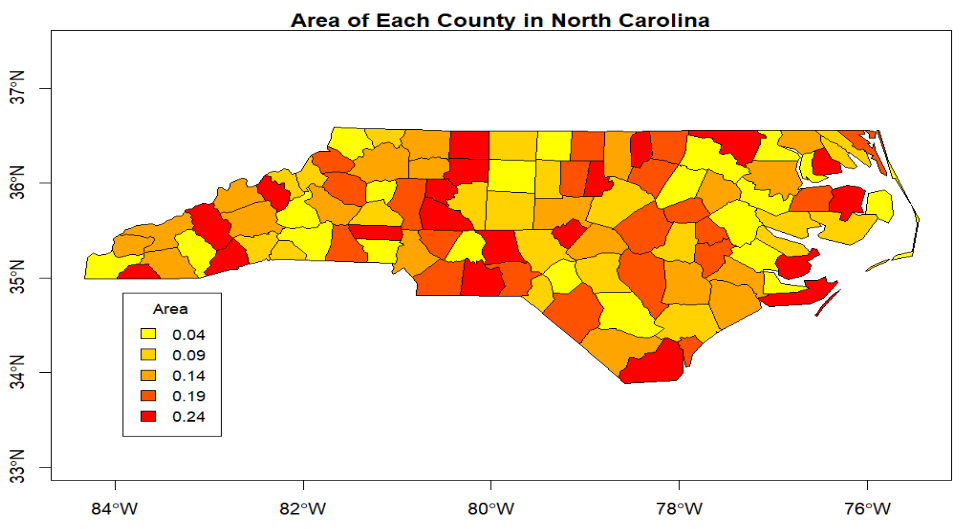 Area of Each County in North Carolina
37°N
36°N
35°N
34°N
33°N
Area
0.04
0.09
0.14
0.19
0.24
84°W
82°W
80°W
78°W
76°W